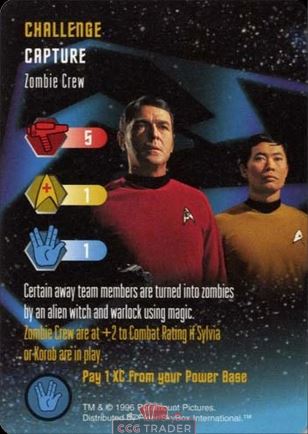 CHALLENGE
CAPTURE
Zombie Crew
5
1
1
Certain away team members are turned into zombies
by an alien witch and warlock using magic.
Zombie Crew are at +2 to Combat Rating if Sylvia
or Korob are in play.
Pay 1 XC from your Power Base
TM & © 1996 Paramount Pictures.
Distributed by SkyBox International.™
CCG TRADER